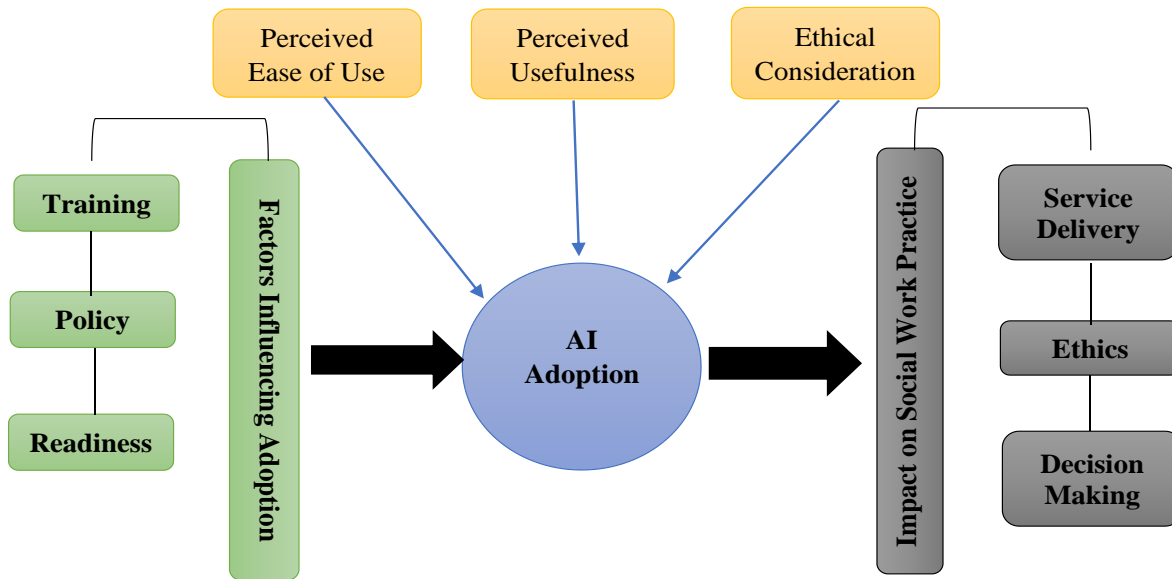 Perceived
Ease of Use
Perceived
Usefulness
Ethical
Consideration
Training
Policy
Readiness
Factors Influencing Adoption
AI
Adoption
Impact on Social Work Practice
Service
Delivery
Ethics
Decision
Making